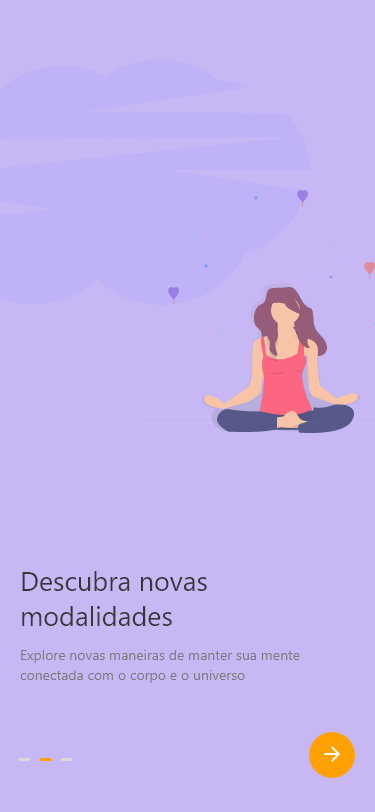 Descubra novas
modalidades
Explore novas maneiras de manter sua mente
conectada com o corpo e o universo